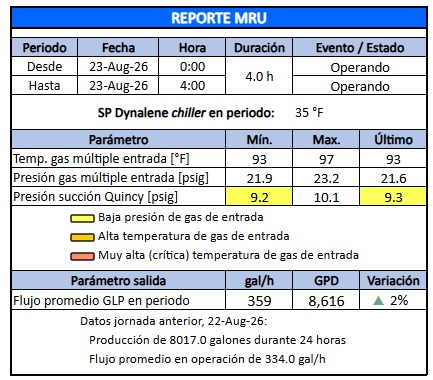 REPORTE MRU
Periodo Fecha Hora Duración Evento / Estado
Desde 23-Aug-26 0:00 4.0 h Operando
Hasta 23-Aug-26 4:00 Operando
SP Dynalene chiller en periodo: 35 °F
Parámetro Mín. Max. Último
Temp. gas múltiple entrada [°F] 93 97 93
Presión gas múltiple entrada [psig] 21.9 23.2 21.6
Presión succión Quincy [psig] 9.2 10.1 9.3
Baja presión de gas de entrada
Alta temperatura de gas de entrada
Muy alta (crítica) temperatura de gas de entrada
Parámetro salida gal/h GPD Variación
Flujo promedio GLP en periodo 359 8,616 ▲ 2%
Datos jornada anterior, 22-Aug-26:
Producción de 8017.0 galones durante 24 horas
Flujo promedio en operación de 334.0 gal/h